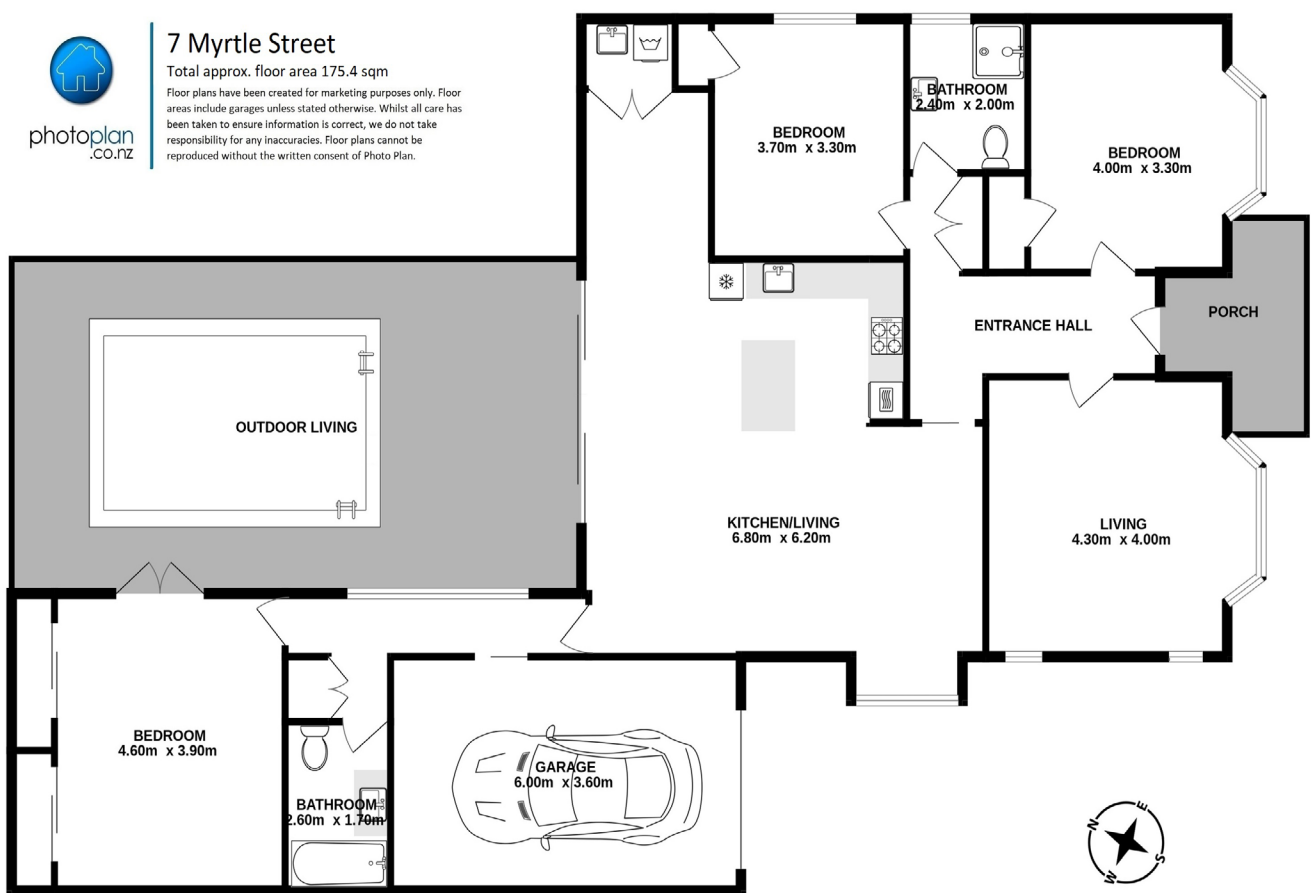 7 Myrtle Street
Total approx. floor area 175.4 sqm
Floor plans have been created for marketing purposes only. Floor
areas include garages unless stated otherwise. Whilst all care has
been taken to ensure information is correct, we do not take
responsibility for any inaccuracies. Floor plans cannot be
reproduced without the written consent of Photo Plan.
photoplan
.co.nz
BATHROOM
2.40m x 2.00m
BEDROOM
3.70m x 3.30m
BEDROOM
4.00m x 3.30m
PORCH
ENTRANCE HALL
OUTDOOR LIVING
KITCHEN/LIVING
6.80m x 6.20m
LIVING
4.30m x 4.00m
BEDROOM
4.60m x 3.90m
GARAGE
6.00m x 3.60m
BATHROOM
2.60m x 1.70m
N
E
S
W